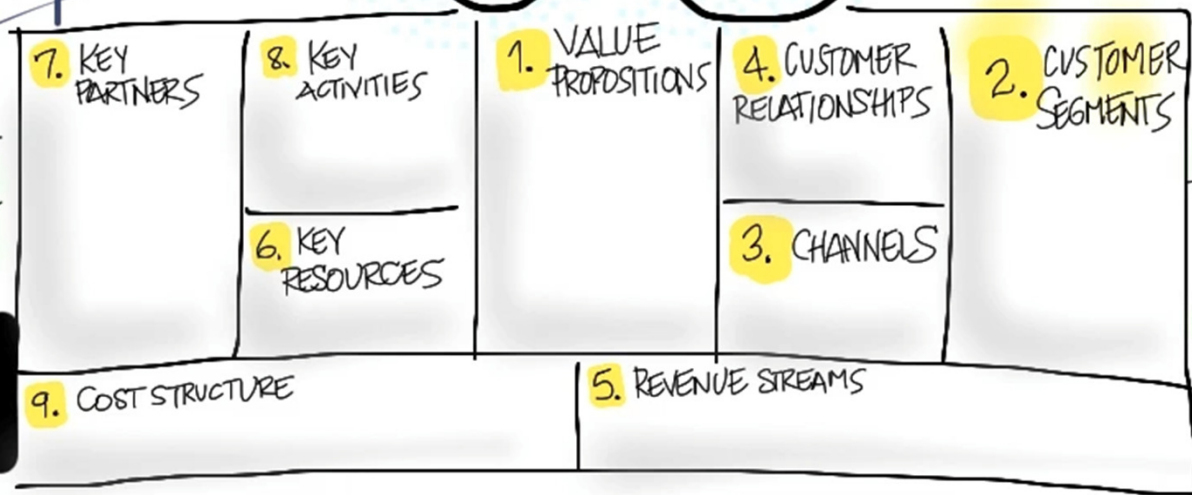 7. KEY
PARTNERS
8. KEY
ACTIVITIES
6. KEY
RESOURCES
1. VALUE
PROPOSITIONS
4. CUSTOMER
RELATIONSHIPS
3. CHANNELS
2. CUSTOMER
SEGMENTS
9. COST STRUCTURE
5. REVENUE STREAMS